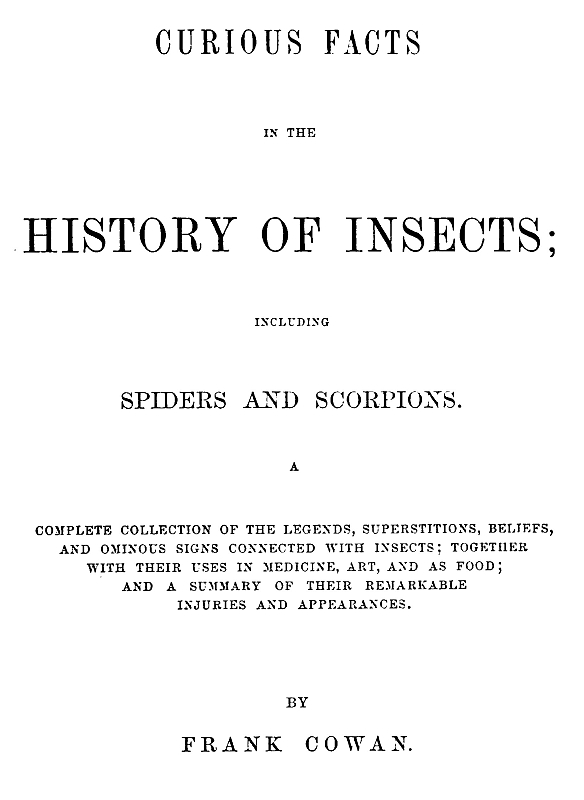 CURIOUS FACTS
IN THE
HISTORY OF INSECTS;
INCLUDING
SPIDERS AND SCORPIONS.
A
COMPLETE COLLECTION OF THE LEGENDS, SUPERSTITIONS, BELIEFS,
AND OMINOUS SIGNS CONNECTED WITH INSECTS; TOGETHER
WITH THEIR USES IN MEDICINE, ART, AND AS FOOD;
AND A SUMMARY OF THEIR REMARKABLE
INJURIES AND APPEARANCES.
BY
FRANK COWAN.